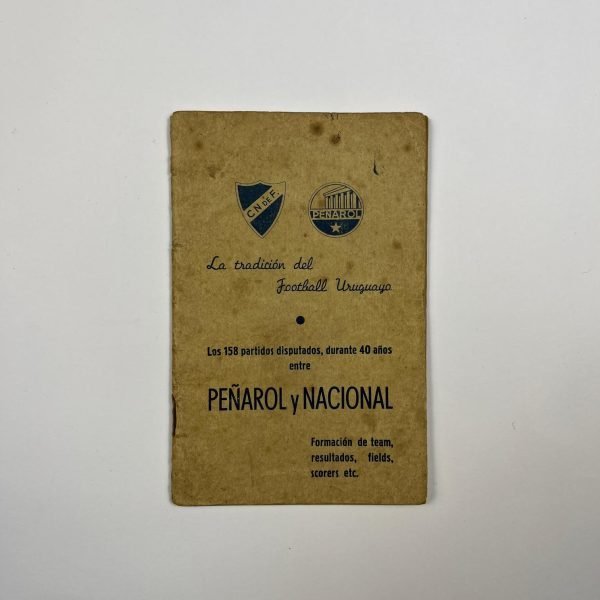 C.N. DE F.
PEÑAROL
La tradición del
Football Uruguayo
Los 158 partidos disputados, durante 40 años
entre
PEÑAROL y NACIONAL
Formación de team,
resultados, fields,
scorers etc.